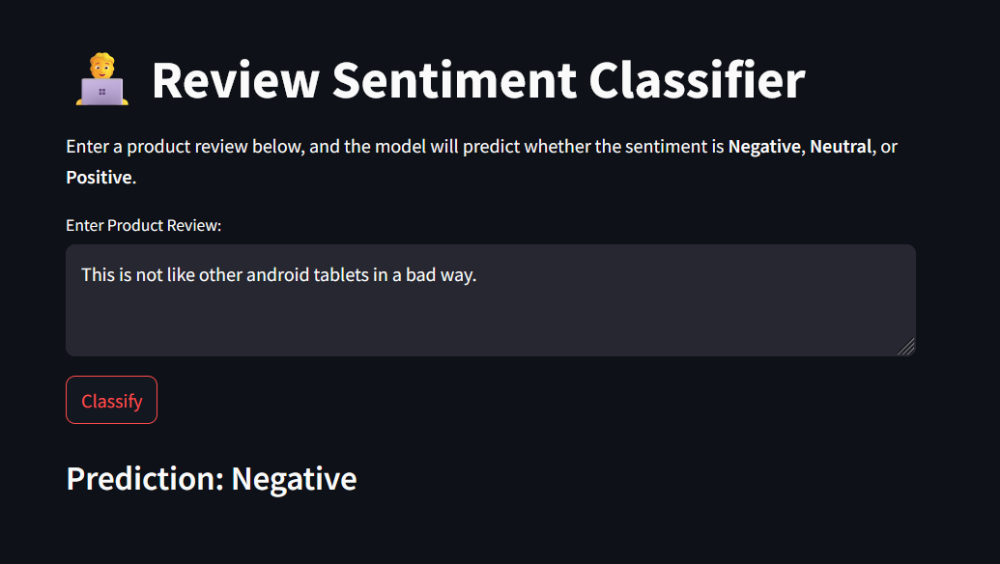 Review Sentiment Classifier
Enter a product review below, and the model will predict whether the sentiment is Negative, Neutral, or
Positive.
Enter Product Review:
This is not like other android tablets in a bad way.
Classify
Prediction: Negative